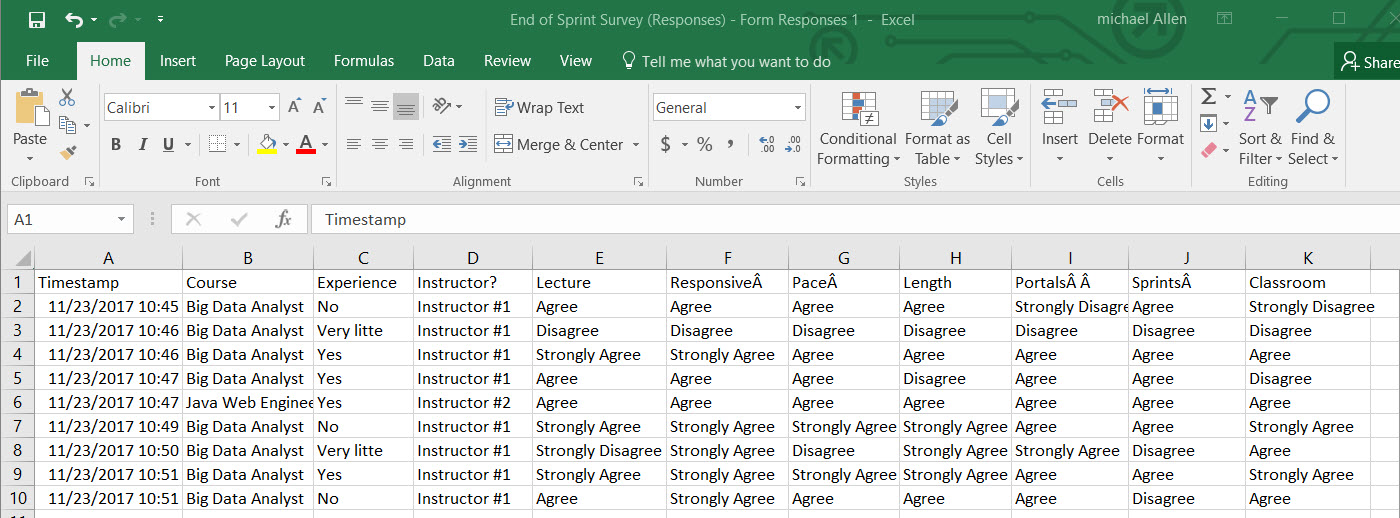 End of Sprint Survey (Responses) - Form Responses 1 - Excel michael Allen
File Home Insert Page Layout Formulas Data Review View Tell me what you want to do Share
Calibri 11 A A Wrap Text General
Paste B I U A Merge & Center $ % , .0 .00 .00 .0 Conditional Formatting Format as Table Cell Styles Insert Delete Format Σ A Z Sort & Filter Find & Select
Clipboard Font Alignment Number Styles Cells Editing
A1 fx Timestamp
A B C D E F G H I J K
1 Timestamp Course Experience Instructor? Lecture ResponsiveÂ PaceÂ Length PortalsÂ Â SprintsÂ Classroom
2 11/23/2017 10:45 Big Data Analyst No Instructor #1 Agree Agree Agree Agree Strongly Disagre Agree Strongly Disagree
3 11/23/2017 10:46 Big Data Analyst Very litte Instructor #1 Disagree Disagree Disagree Disagree Disagree Disagree Disagree
4 11/23/2017 10:46 Big Data Analyst Yes Instructor #1 Strongly Agree Strongly Agree Agree Agree Agree Agree Agree
5 11/23/2017 10:47 Big Data Analyst Yes Instructor #1 Agree Agree Agree Disagree Agree Agree Disagree
6 11/23/2017 10:47 Java Web Enginee Yes Instructor #2 Agree Agree Agree Agree Agree Agree Agree
7 11/23/2017 10:49 Big Data Analyst No Instructor #1 Strongly Agree Strongly Agree Strongly Agree Strongly Agree Agree Agree Strongly Agree
8 11/23/2017 10:50 Big Data Analyst Very litte Instructor #1 Strongly Disagree Strongly Agree Disagree Strongly Agree Strongly Agree Disagree Agree
9 11/23/2017 10:51 Big Data Analyst Yes Instructor #1 Strongly Agree Strongly Agree Strongly Agree Strongly Agree Agree Agree Strongly Agree
10 11/23/2017 10:51 Big Data Analyst No Instructor #1 Agree Strongly Agree Agree Agree Agree Disagree Agree